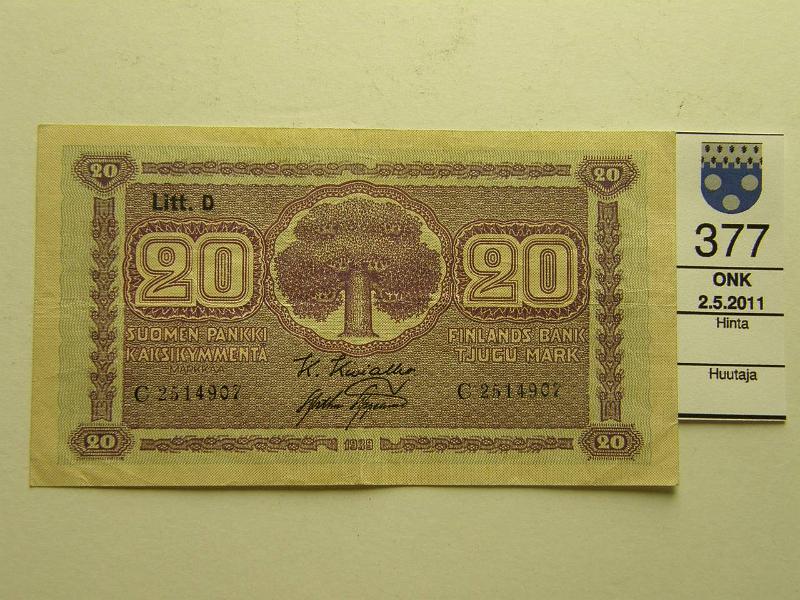 20 20
Litt. D
20 20
SUOMEN PANKKI FINLANDS BANK
KAKSIKYMMENTÄ TJUGU MARK
MARKKAA
C 2514907 C 2514907
20 1939 20
377
ONK
2.5.2011
Hinta
Huutaja